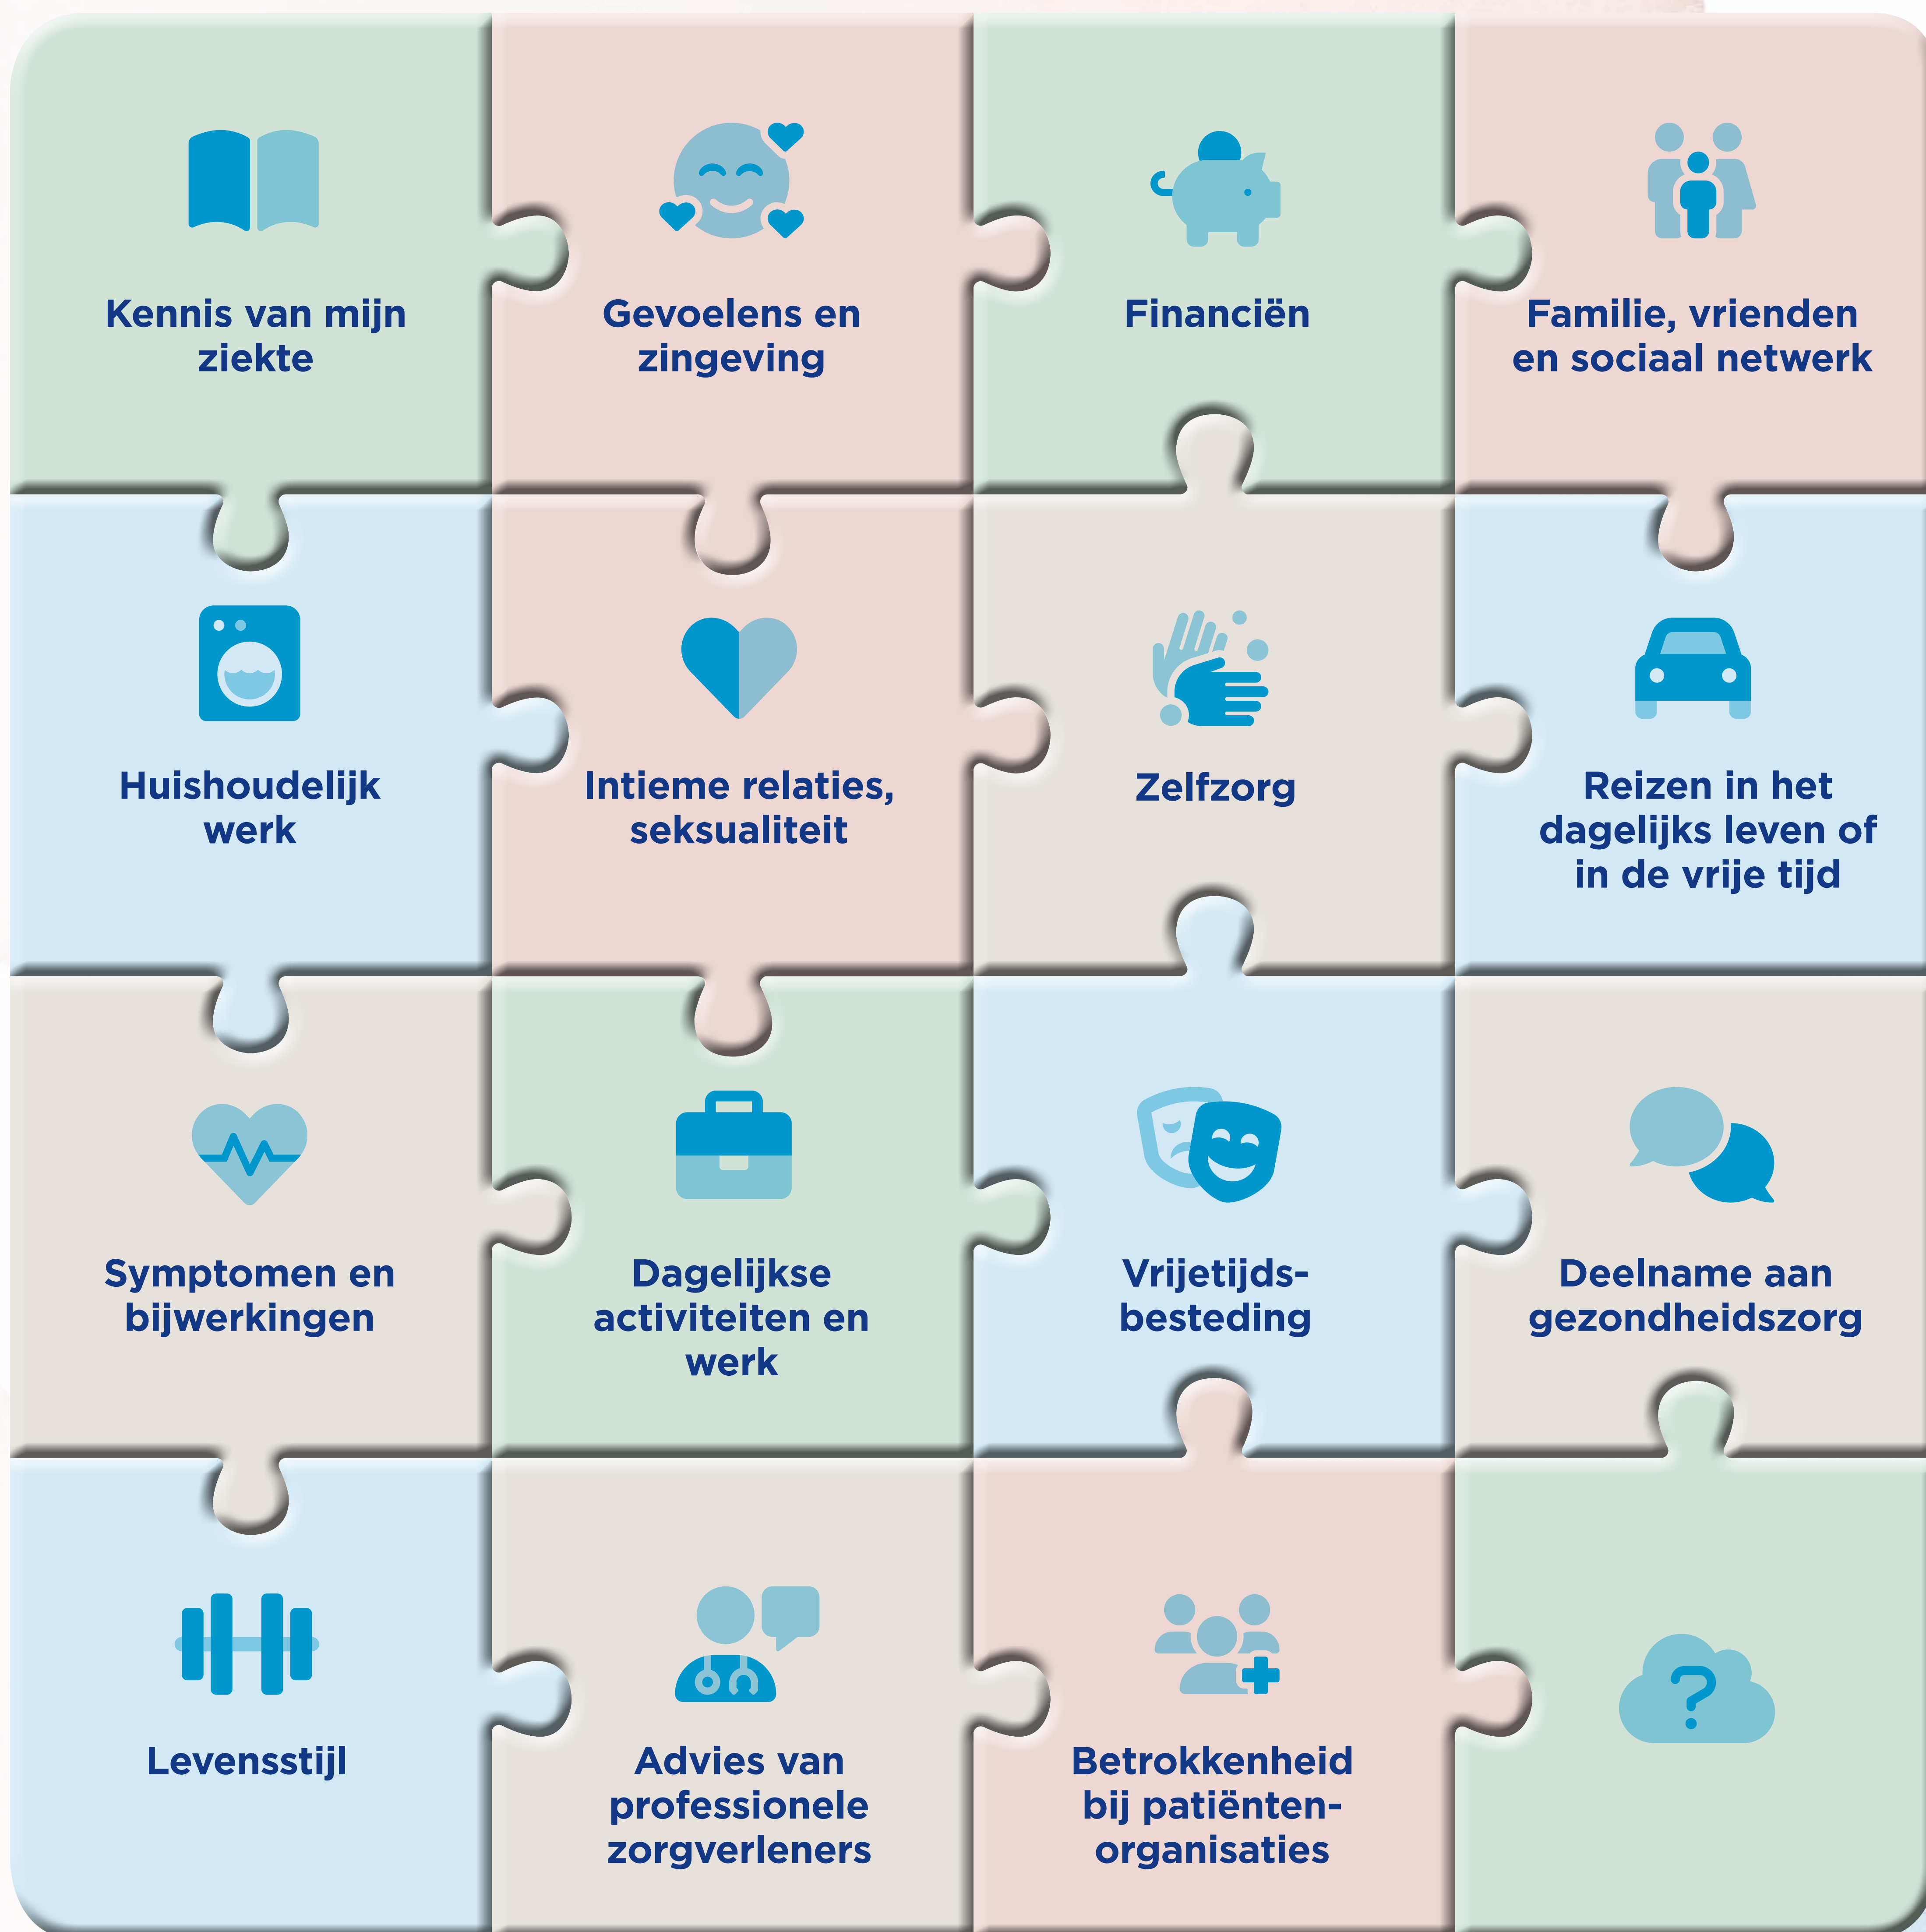 Kennis van mijn
ziekte
Gevoelens en
zingeving
Financiën
Familie, vrienden
en sociaal netwerk
Huishoudelijk
werk
Intieme relaties,
seksualiteit
Zelfzorg
Reizen in het
dagelijks leven of
in de vrije tijd
Symptomen en
bijwerkingen
Dagelijkse
activiteiten en
werk
Vrijetijds-
besteding
Deelname aan
gezondheidszorg
Levensstijl
Advies van
professionele
zorgverleners
Betrokkenheid
bij patiënten-
organisaties
?